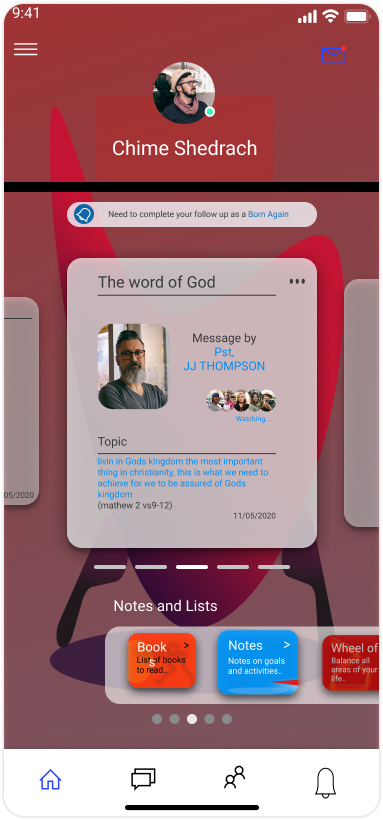 9:41
Chime Shedrach
Need to complete your follow up as a Born Again
The word of God
Message by
Pst,
JJ THOMPSON
Watching...
Topic
livin in Gods kingdom the most important
thing in christianity, this is what we need to
achieve for we to be assured of Gods
kingdom
(mathew 2 vs9-12)
11/05/2020
05/2020
Notes and Lists
Book >
List of books
to read..
Notes >
Notes on goals
and activities..
Wheel of
Balance all
areas of your
life..